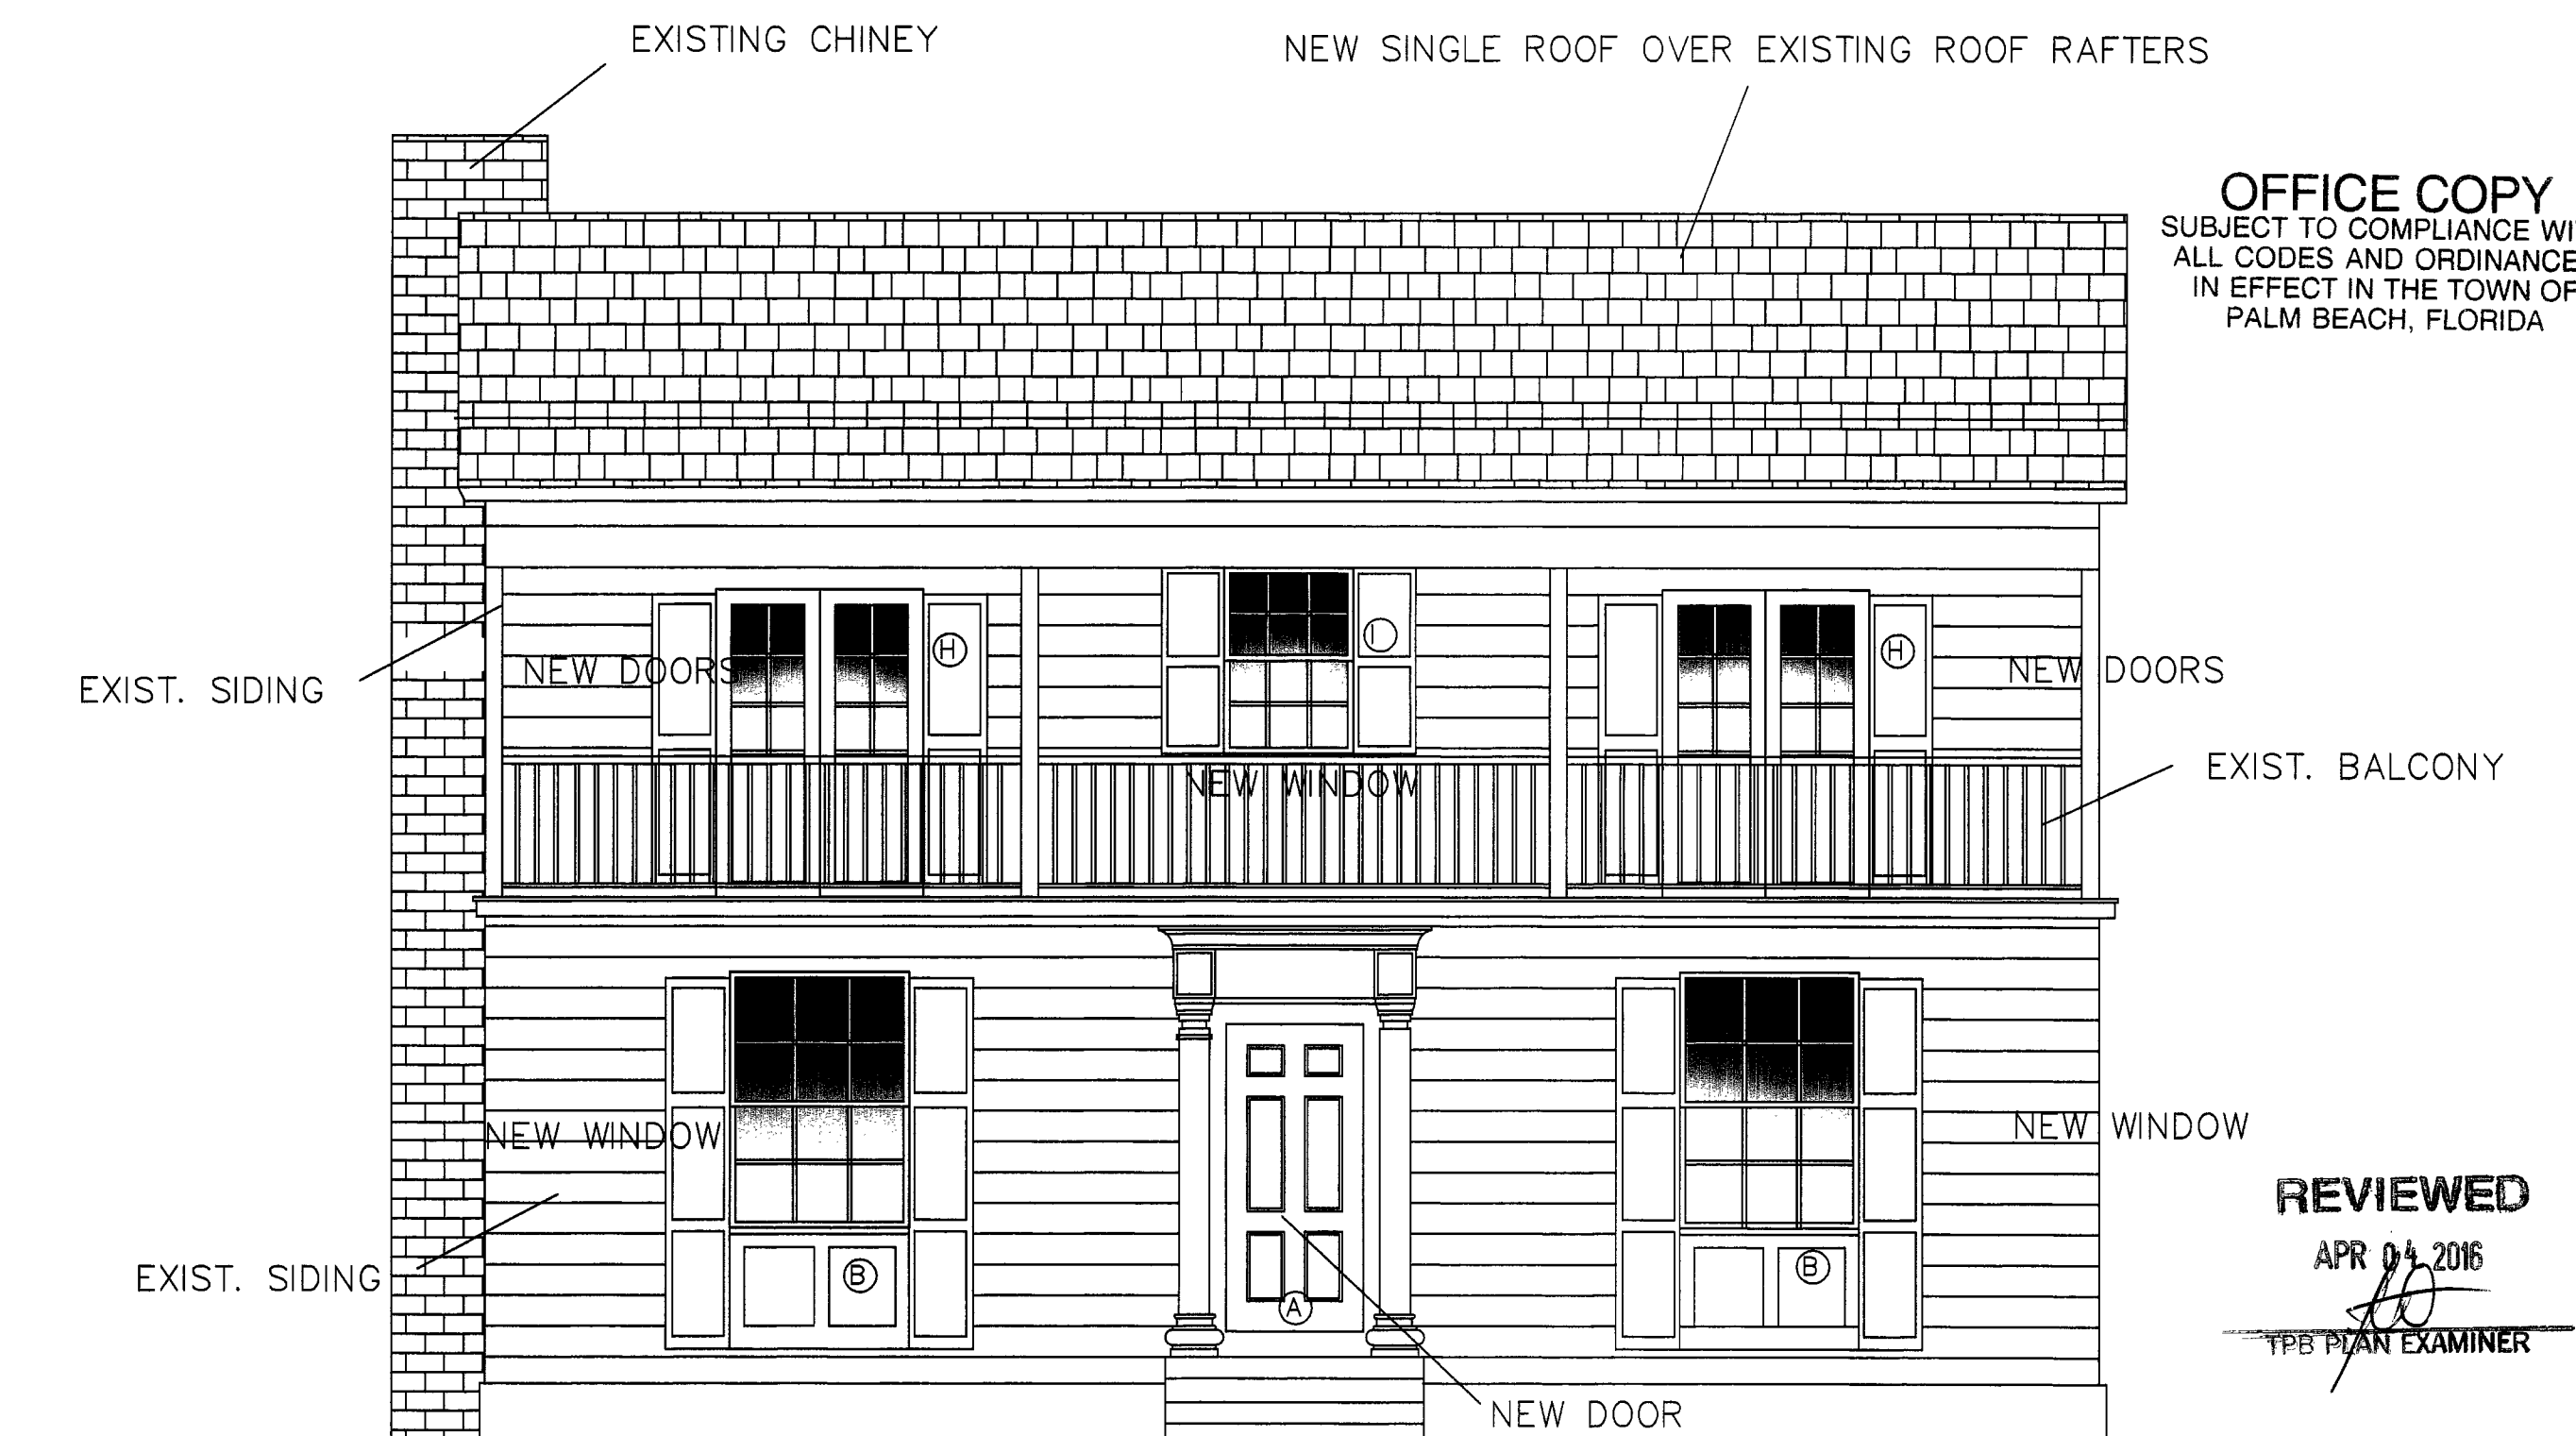 EXISTING CHINEY
NEW SINGLE ROOF OVER EXISTING ROOF RAFTERS
OFFICE COPY
SUBJECT TO COMPLIANCE WI
ALL CODES AND ORDINANCE
IN EFFECT IN THE TOWN OF
PALM BEACH, FLORIDA
H
I
H
NEW DOORS
NEW DOORS
EXIST. SIDING
EXIST. BALCONY
NEW WINDOW
NEW WINDOW
NEW WINDOW
REVIEWED
APR 04 2016
TPB PLAN EXAMINER
EXIST. SIDING
B
B
A
NEW DOOR